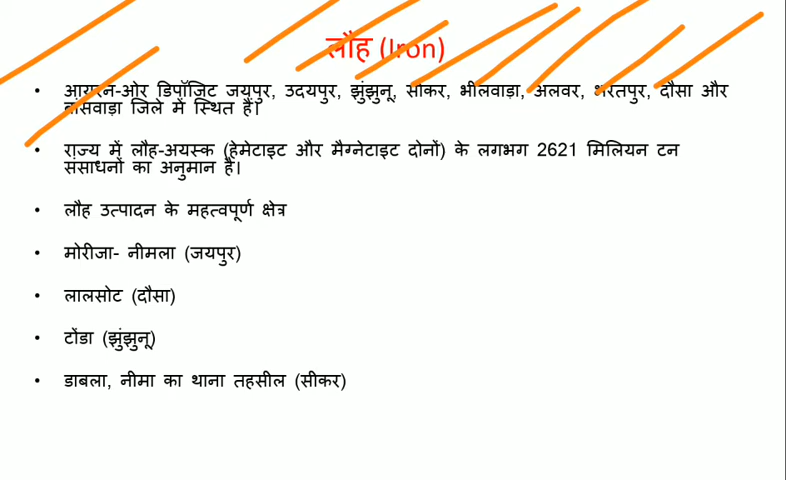 लौह (Iron)
• आयरन-ओर डिपॉजिट जयपुर, उदयपुर, झुंझुनू, सीकर, भीलवाड़ा, अलवर, भरतपुर, दौसा और
बांसवाड़ा जिले में स्थित हैं।
• राज्य में लौह-अयस्क (हेमेटाइट और मैग्नेटाइट दोनों) के लगभग 2621 मिलियन टन
संसाधनों का अनुमान है।
• लौह उत्पादन के महत्वपूर्ण क्षेत्र
• मोरीजा- नीमला (जयपुर)
• लालसोट (दौसा)
• टोंडा (झुंझुनू)
• डाबला, नीमा का थाना तहसील (सीकर)